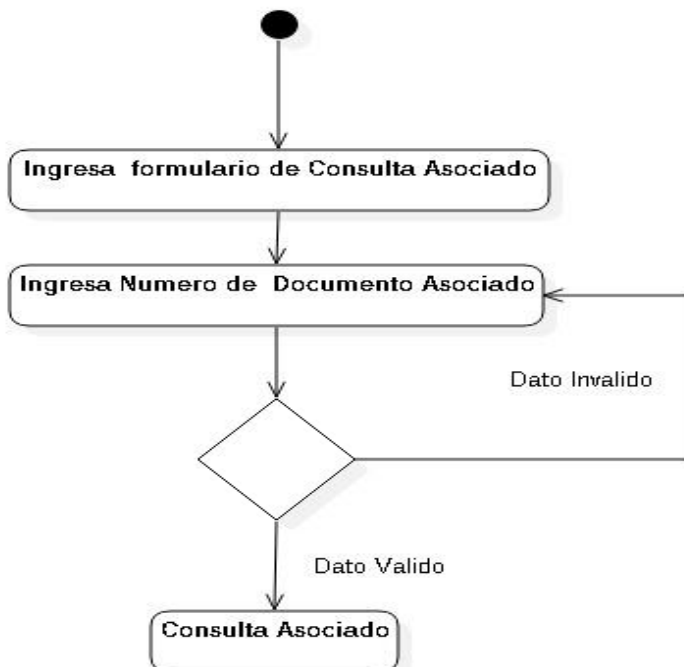 Ingresa formulario de Consulta Asociado
Ingresa Numero de Documento Asociado
Dato Invalido
Dato Valido
Consulta Asociado